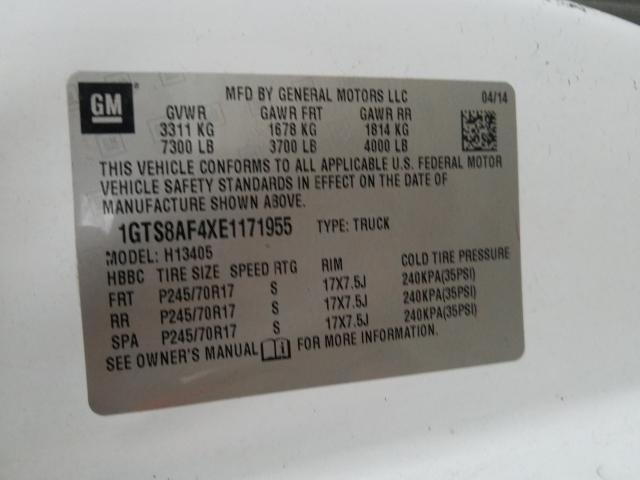 GM
MFD BY GENERAL MOTORS LLC 04/14
GVWR GAWR FRT GAWR RR
3311 KG 1678 KG 1814 KG
7300 LB 3700 LB 4000 LB
THIS VEHICLE CONFORMS TO ALL APPLICABLE U.S. FEDERAL MOTOR
VEHICLE SAFETY STANDARDS IN EFFECT ON THE DATE OF
MANUFACTURE SHOWN ABOVE.
1GTS8AF4XE1171955 TYPE: TRUCK
MODEL: H13405
HBBC TIRE SIZE SPEED RTG RIM COLD TIRE PRESSURE
FRT P245/70R17 S 17X7.5J 240KPA(35PSI)
RR P245/70R17 S 17X7.5J 240KPA(35PSI)
SPA P245/70R17 S 17X7.5J 240KPA(35PSI)
SEE OWNER'S MANUAL FOR MORE INFORMATION.